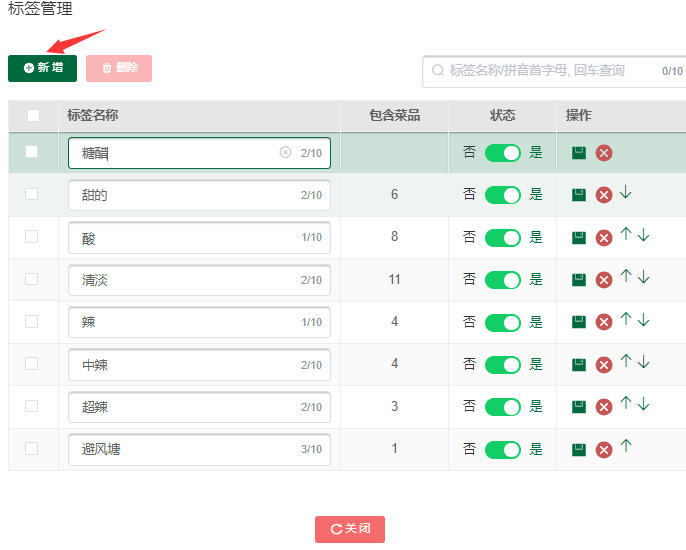 标签管理
新增 删除 标签名称/拼音首字母, 回车查询 0/10
标签名称 包含菜品 状态 操作
糖醋 2/10 否 是
甜的 2/10 6 否 是
酸 1/10 8 否 是
清淡 2/10 11 否 是
辣 1/10 4 否 是
中辣 2/10 4 否 是
超辣 2/10 3 否 是
避风塘 3/10 1 否 是
关闭